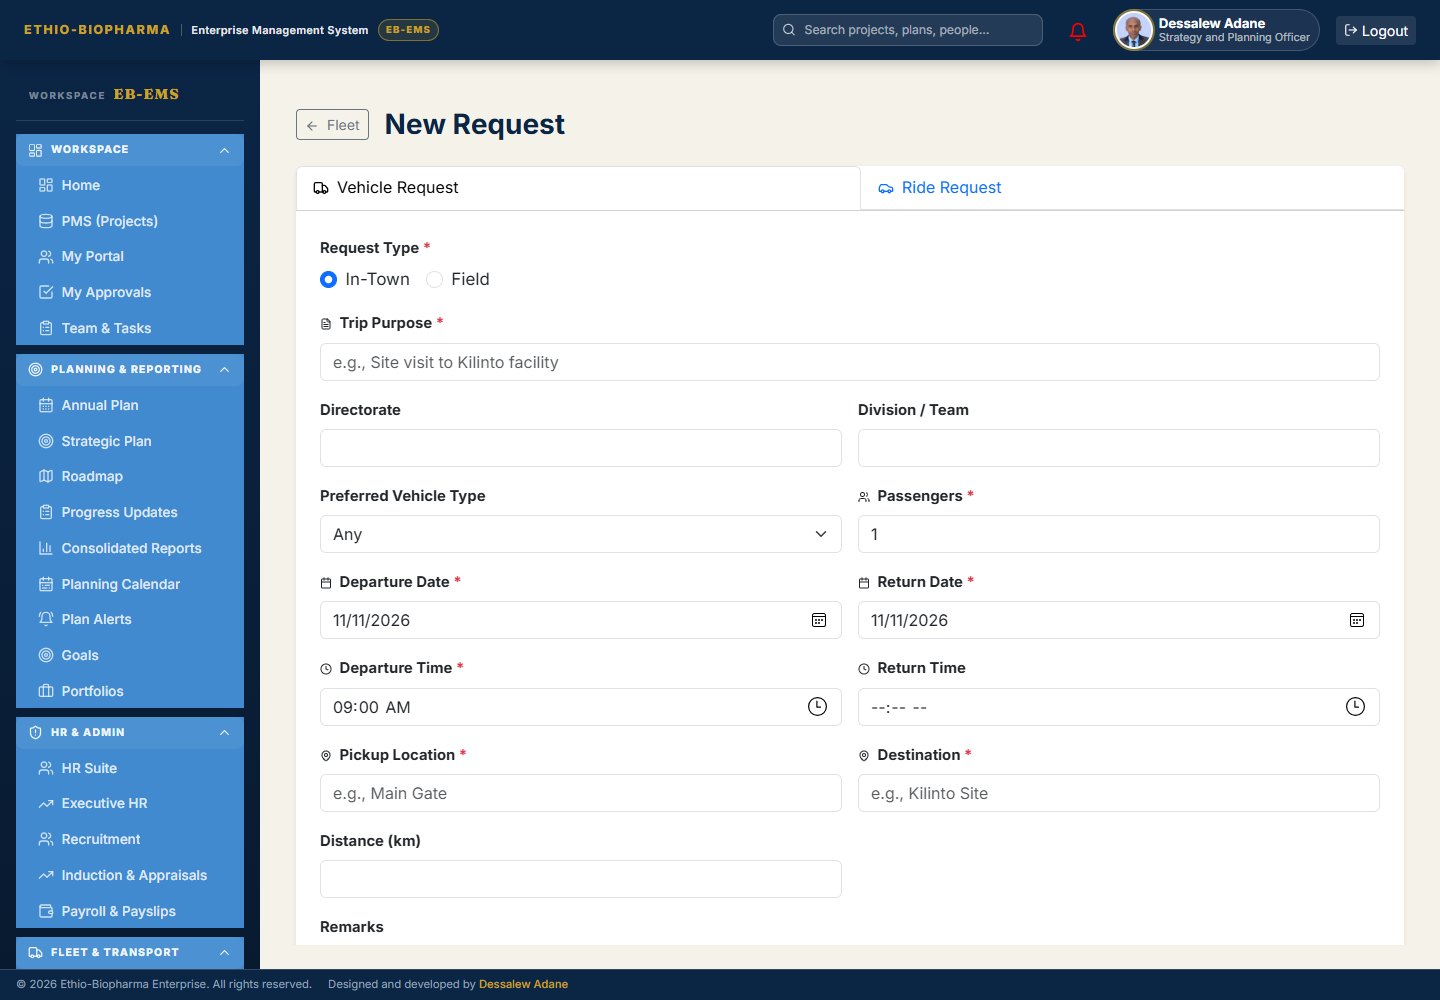 ETHIO-BIOPHARMA | Enterprise Management System EB-EMS
Search projects, plans, people...
Dessalew Adane
Strategy and Planning Officer
Logout
WORKSPACE EB-EMS
WORKSPACE
Home
PMS (Projects)
My Portal
My Approvals
Team & Tasks
PLANNING & REPORTING
Annual Plan
Strategic Plan
Roadmap
Progress Updates
Consolidated Reports
Planning Calendar
Plan Alerts
Goals
Portfolios
HR & ADMIN
HR Suite
Executive HR
Recruitment
Induction & Appraisals
Payroll & Payslips
FLEET & TRANSPORT
← Fleet
New Request
Vehicle Request
Ride Request
Request Type *
In-Town Field
Trip Purpose *
e.g., Site visit to Kilinto facility
Directorate
Division / Team
Preferred Vehicle Type
Any
Passengers *
1
Departure Date *
11/11/2026
Return Date *
11/11/2026
Departure Time *
09:00 AM
Return Time
--:-- --
Pickup Location *
e.g., Main Gate
Destination *
e.g., Kilinto Site
Distance (km)
Remarks
© 2026 Ethio-Biopharma Enterprise. All rights reserved. Designed and developed by Dessalew Adane